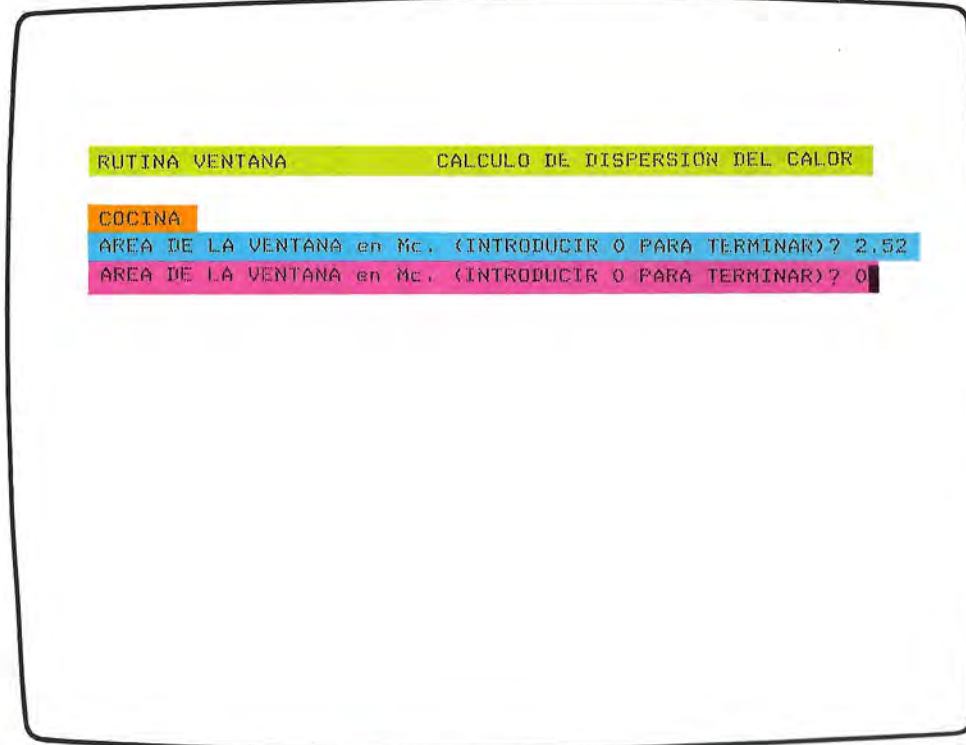 RUTINA VENTANA CALCULO DE DISPERSION DEL CALOR
COCINA
AREA DE LA VENTANA en Mc. (INTRODUCIR 0 PARA TERMINAR)? 2.52
AREA DE LA VENTANA en Mc. (INTRODUCIR 0 PARA TERMINAR)? 0